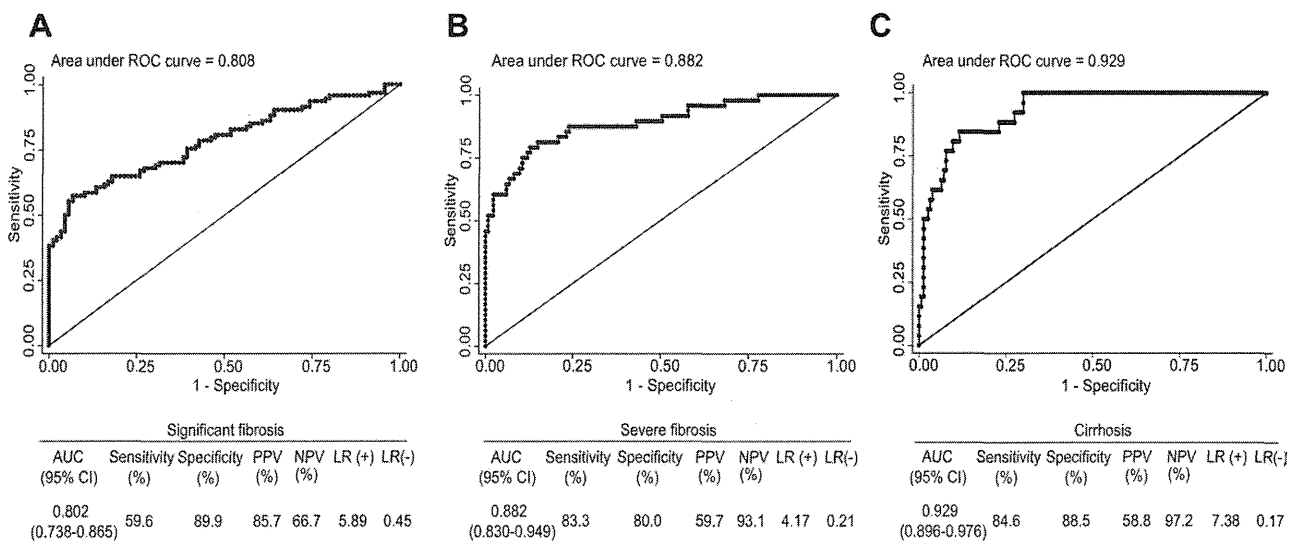 A
Area under ROC curve = 0.808
Sensitivity
0.00 0.25 0.50 0.75 1.00
0.00 0.25 0.50 0.75 1.00
1 - Specificity
Significant fibrosis
AUC (95% CI) Sensitivity (%) Specificity (%) PPV (%) NPV (%) LR (+) LR(-)
0.802 (0.738-0.865) 59.6 89.9 85.7 66.7 5.89 0.45
B
Area under ROC curve = 0.882
Sensitivity
0.00 0.25 0.50 0.75 1.00
0.00 0.25 0.50 0.75 1.00
1 - Specificity
Severe fibrosis
AUC (95% CI) Sensitivity (%) Specificity (%) PPV (%) NPV (%) LR (+) LR(-)
0.882 (0.830-0.949) 83.3 80.0 59.7 93.1 4.17 0.21
C
Area under ROC curve = 0.929
Sensitivity
0.00 0.25 0.50 0.75 1.00
0.00 0.25 0.50 0.75 1.00
1 - Specificity
Cirrhosis
AUC (95% CI) Sensitivity (%) Specificity (%) PPV (%) NPV (%) LR (+) LR(-)
0.929 (0.896-0.976) 84.6 88.5 58.8 97.2 7.38 0.17